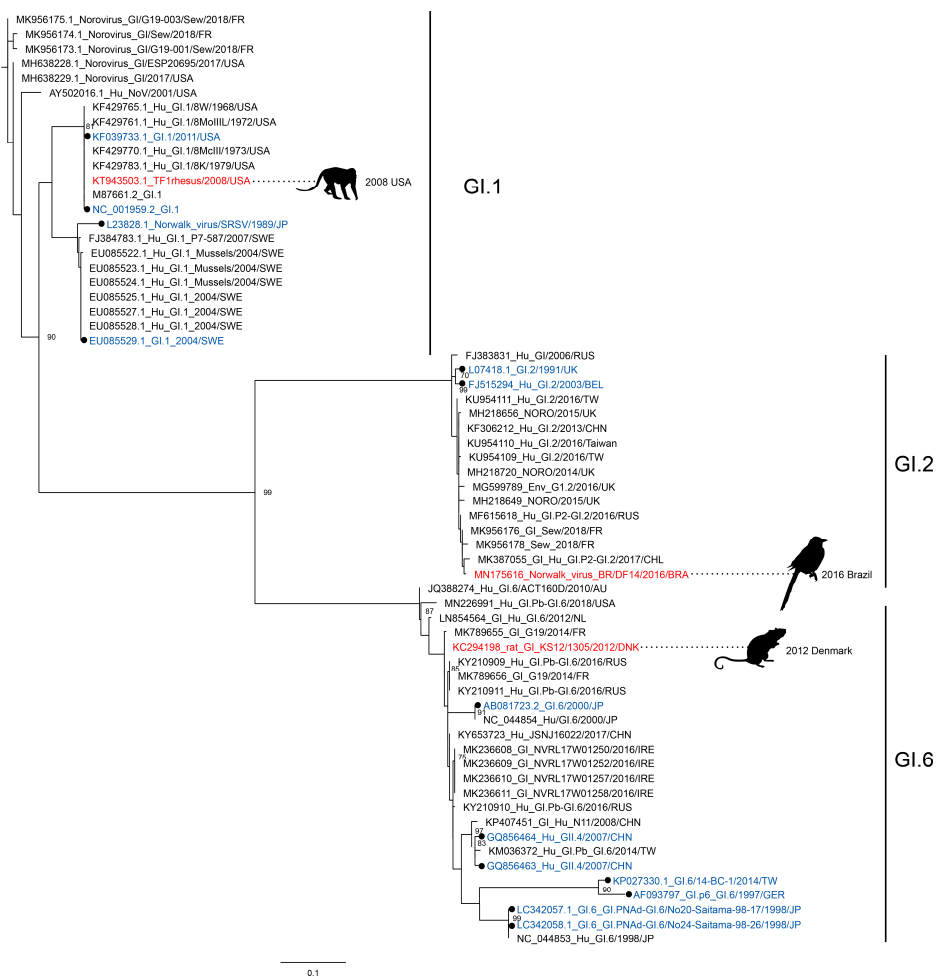 MK956175.1_Norovirus_GI/G19-003/Sew/2018/FR
MK956174.1_Norovirus_GI/Sew/2018/FR
MK956173.1_Norovirus_GI/G19-001/Sew/2018/FR
MH638228.1_Norovirus_GI/ESP20695/2017/USA
MH638229.1_Norovirus_GI/2017/USA
AY502016.1_Hu_NoV/2001/USA
KF429765.1_Hu_GI.1/8W/1968/USA
KF429761.1_Hu_GI.1/8MoIIIL/1972/USA
81
KF039733.1_GI.1/2011/USA
KF429770.1_Hu_GI.1/8McIII/1973/USA
KF429783.1_Hu_GI.1/8K/1979/USA
KT943503.1_TF1rhesus/2008/USA
2008 USA
GI.1
M87661.2_GI.1
NC_001959.2_GI.1
L23828.1_Norwalk_virus/SRSV/1989/JP
FJ384783.1_Hu_GI.1_P7-587/2007/SWE
EU085522.1_Hu_GI.1_Mussels/2004/SWE
EU085523.1_Hu_GI.1_Mussels/2004/SWE
EU085524.1_Hu_GI.1_Mussels/2004/SWE
EU085525.1_Hu_GI.1_2004/SWE
EU085527.1_Hu_GI.1_2004/SWE
EU085528.1_Hu_GI.1_2004/SWE
90
EU085529.1_GI.1_2004/SWE
FJ383831_Hu_GI/2006/RUS
L07418.1_GI.2/1991/UK
70
FJ515294_Hu_GI.2/2003/BEL
99
KU954111_Hu_GI.2/2016/TW
MH218656_NORO/2015/UK
KF306212_Hu_GI.2/2013/CHN
KU954110_Hu_GI.2/2016/Taiwan
KU954109_Hu_GI.2/2016/TW
GI.2
MH218720_NORO/2014/UK
MG599789_Env_G1.2/2016/UK
99
MH218649_NORO/2015/UK
MF615618_Hu_GI.P2-GI.2/2016/RUS
MK956176_GI_Sew/2018/FR
MK956178_Sew_2018/FR
MK387055_GI_Hu_GI.P2-GI.2/2017/CHL
MN175616_Norwalk_virus_BR/DF14/2016/BRA
2016 Brazil
JQ388274_Hu_GI.6/ACT160D/2010/AU
MN226991_Hu_GI.Pb-GI.6/2018/USA
87
LN854564_GI_Hu_GI.6/2012/NL
MK789655_GI_G19/2014/FR
KC294198_rat_GI_KS12/1305/2012/DNK
2012 Denmark
KY210909_Hu_GI.Pb-GI.6/2016/RUS
85
MK789656_GI_G19/2014/FR
KY210911_Hu_GI.Pb-GI.6/2016/RUS
AB081723.2_GI.6/2000/JP
91
NC_044854_Hu/GI.6/2000/JP
KY653723_Hu_JSNJ16022/2017/CHN
MK236608_GI_NVRL17W01250/2016/IRE
75
MK236609_GI_NVRL17W01252/2016/IRE
GI.6
MK236610_GI_NVRL17W01257/2016/IRE
MK236611_GI_NVRL17W01258/2016/IRE
KY210910_Hu_GI.Pb-GI.6/2016/RUS
KP407451_GI_Hu_N11/2008/CHN
97
GQ856464_Hu_GII.4/2007/CHN
83
KM036372_Hu_GI.Pb_GI.6/2014/TW
GQ856463_Hu_GII.4/2007/CHN
KP027330.1_GI.6/14-BC-1/2014/TW
90
AF093797_GI.p6_GI.6/1997/GER
LC342057.1_GI.6_GI.PNAd-GI.6/No20-Saitama-98-17/1998/JP
99
LC342058.1_GI.6_GI.PNAd-GI.6/No24-Saitama-98-26/1998/JP
NC_044853_Hu_GI.6/1998/JP
0.1